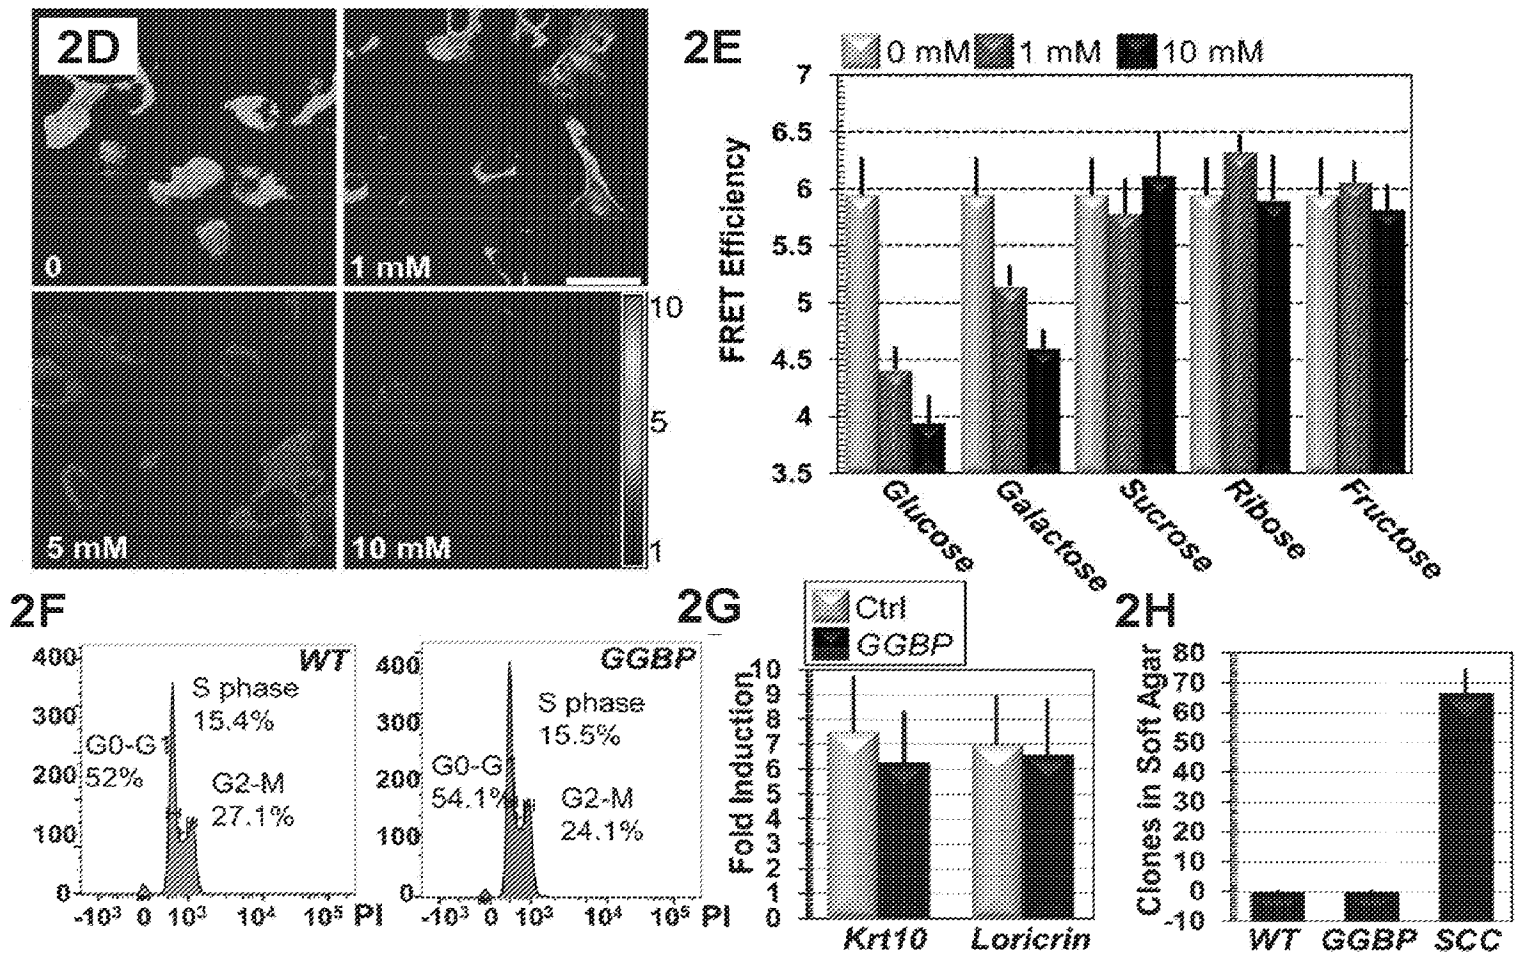 2D
0
1 mM
5 mM
10 mM
10
5
1
2E
0 mM 1 mM 10 mM
FRET Efficiency
7
6.5
6
5.5
5
4.5
4
3.5
Glucose
Galactose
Sucrose
Ribose
Fructose
2F
WT
400
300
200
100
0
S phase
15.4%
G0-G1
52%
G2-M
27.1%
-10³ 0 10³ 10⁴ 10⁵ PI
GGBP
400
300
200
100
0
S phase
15.5%
G0-G
54.1%
G2-M
24.1%
-10³ 0 10³ 10⁴ 10⁵ PI
2G
Ctrl
GGBP
Fold Induction
10
9
8
7
6
5
4
3
2
1
0
Krt10 Loricrin
2H
Clones in Soft Agar
80
70
60
50
40
30
20
10
0
-10
WT GGBP SCC